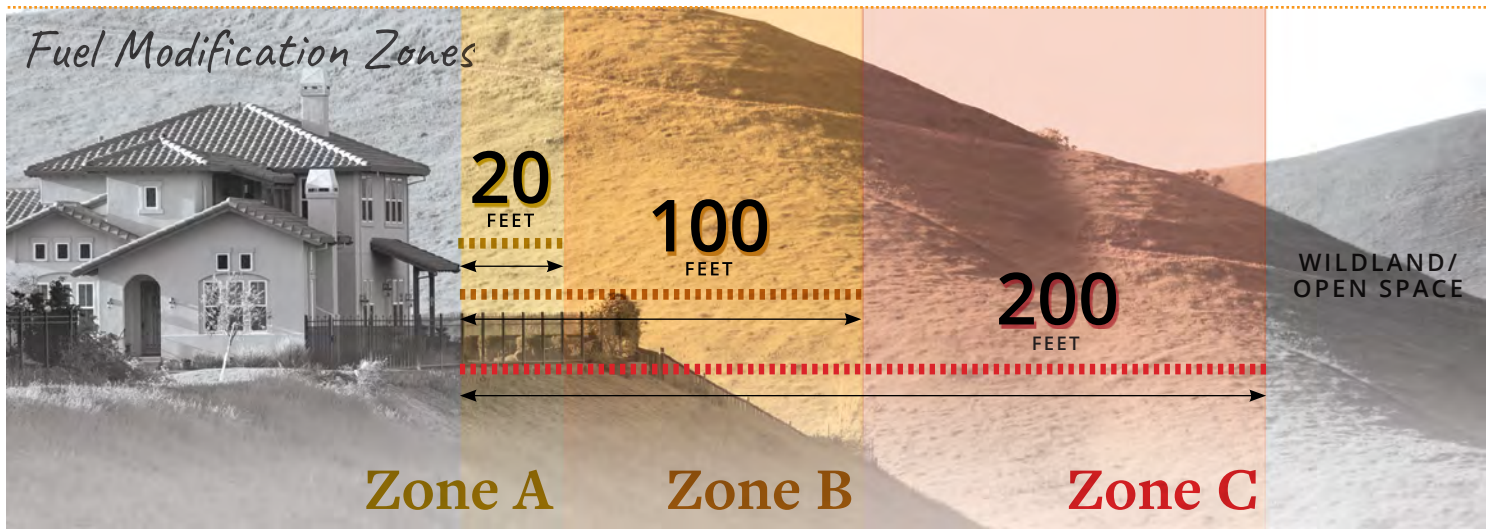 Fuel Modification Zones
20
FEET
100
FEET
200
FEET
WILDLAND/
OPEN SPACE
Zone A
Zone B
Zone C